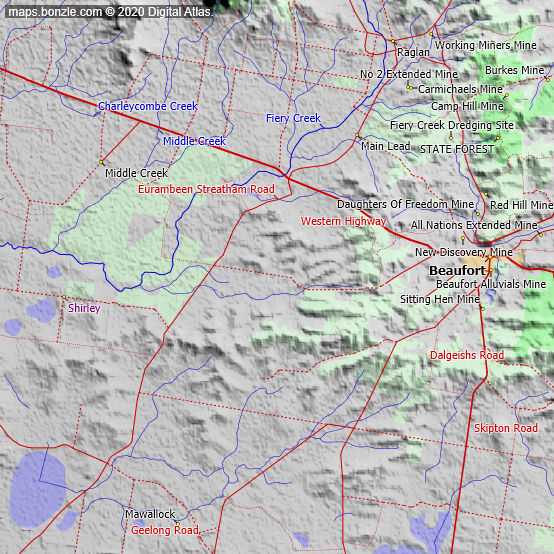 maps.bonzle.com © 2020 Digital Atlas.
Working Miners Mine
Raglan
No 2 Extended Mine
Burkes Mine
Carmichaels Mine
Charleycombe Creek
Camp Hill Mine
Fiery Creek
Fiery Creek Dredging Site
Middle Creek
Main Lead
STATE FOREST
Middle Creek
Eurambeen Streatham Road
Daughters Of Freedom Mine
Red Hill Mine
Western Highway
All Nations Extended Mine
New Discovery Mine
Beaufort
Beaufort Alluvials Mine
Sitting Hen Mine
Shirley
Dalgeishs Road
Skipton Road
Mawallock
Geelong Road